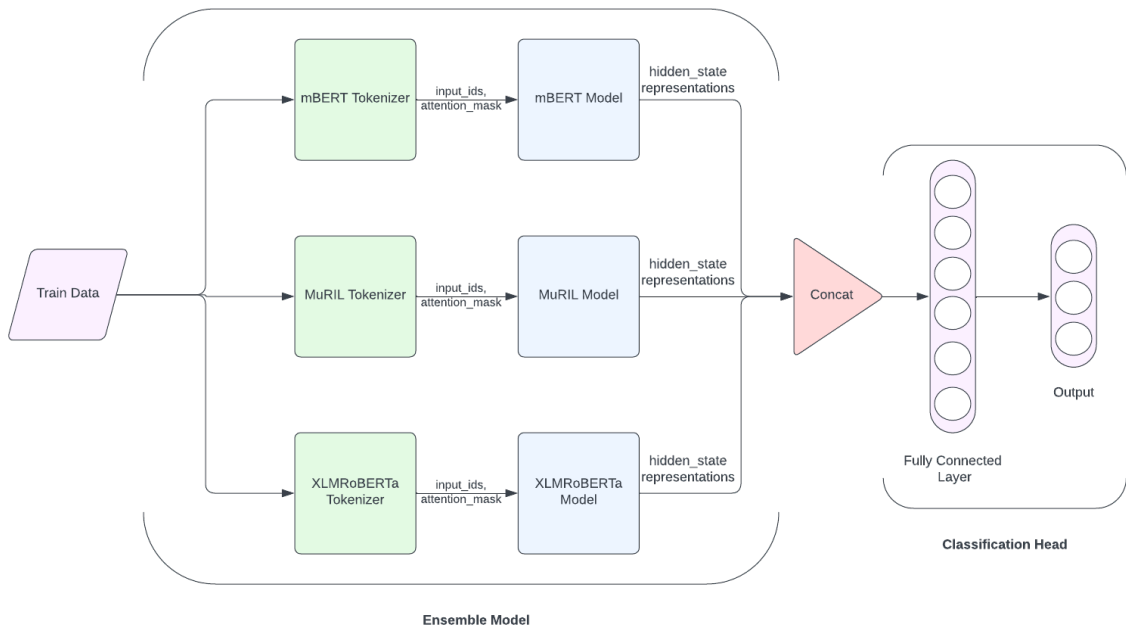 hidden_state
representations
mBERT Tokenizer
input_ids,
attention_mask
mBERT Model
Train Data
MuRIL Tokenizer
input_ids,
attention_mask
MuRIL Model
hidden_state
representations
Concat
Output
XLMRoBERTa
Tokenizer
input_ids,
attention_mask
XLMRoBERTa
Model
hidden_state
representations
Fully Connected
Layer
Classification Head
Ensemble Model